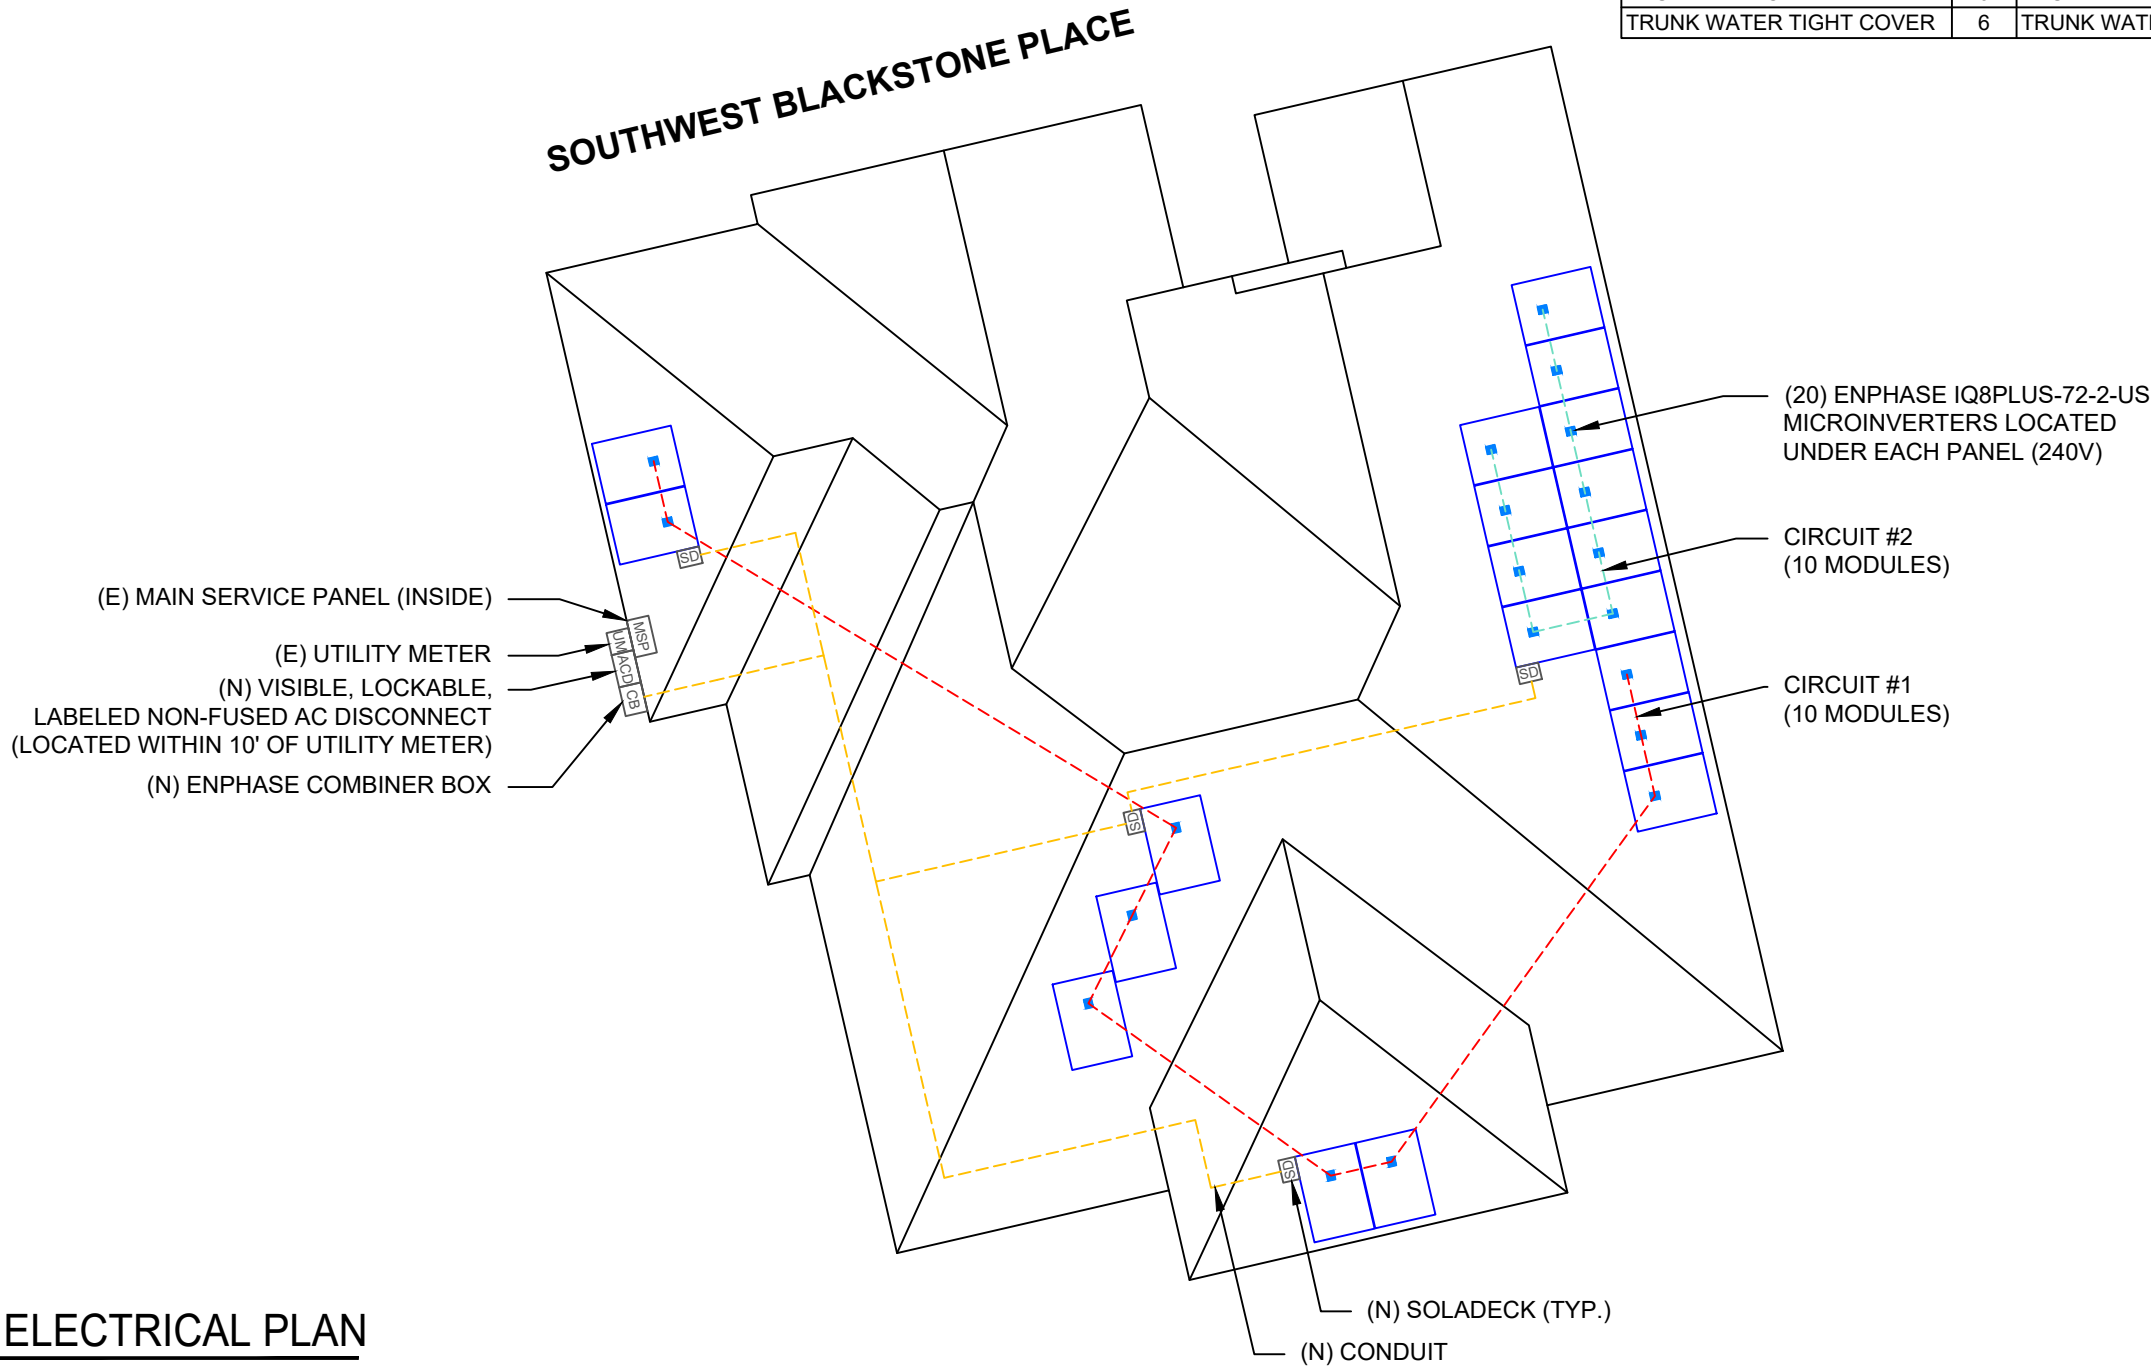 TRUNK WATER TIGHT COVER 6 TRUNK WAT
SOUTHWEST BLACKSTONE PLACE
(20) ENPHASE IQ8PLUS-72-2-US
MICROINVERTERS LOCATED
UNDER EACH PANEL (240V)
CIRCUIT #2
(10 MODULES)
CIRCUIT #1
(10 MODULES)
(E) MAIN SERVICE PANEL (INSIDE)
(E) UTILITY METER
(N) VISIBLE, LOCKABLE,
LABELED NON-FUSED AC DISCONNECT
(LOCATED WITHIN 10' OF UTILITY METER)
(N) ENPHASE COMBINER BOX
MSP
UM
ACD
CB
SD
SD
SD
SD
(N) SOLADECK (TYP.)
(N) CONDUIT
ELECTRICAL PLAN